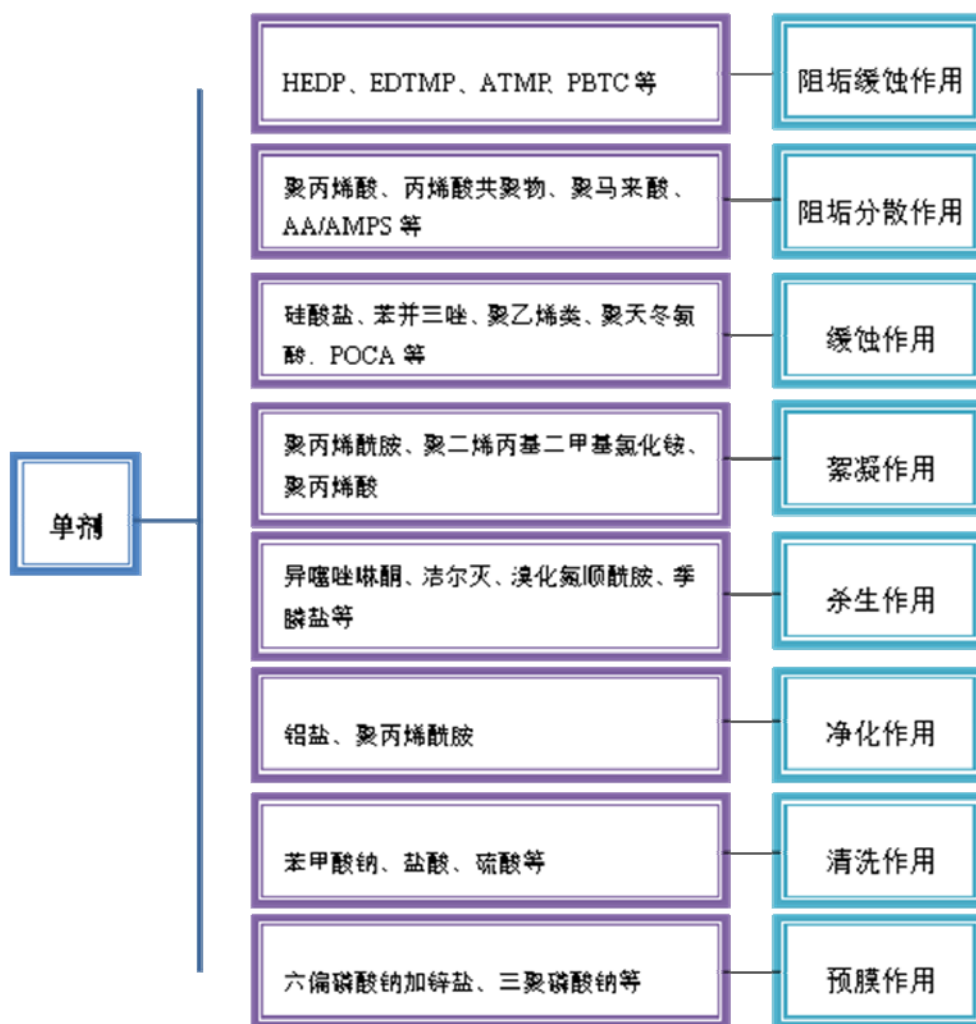 HEDP、EDTMP、ATMP、PBTC 等
阻垢缓蚀作用
聚丙烯酸、丙烯酸共聚物、聚马来酸、
AA/AMPS 等
阻垢分散作用
硅酸盐、苯并三唑、聚乙烯类、聚天冬氨
酸．POCA 等
缓蚀作用
聚丙烯酰胺、聚二烯丙基二甲基氯化铵、
聚丙烯酸
絮凝作用
单剂
异噻唑啉酮、洁尔灭、溴化氮顺酰胺、季
膦盐等
杀生作用
铝盐、聚丙烯酰胺
净化作用
苯甲酸钠、盐酸、硫酸等
清洗作用
六偏磷酸钠加锌盐、三聚磷酸钠等
预膜作用